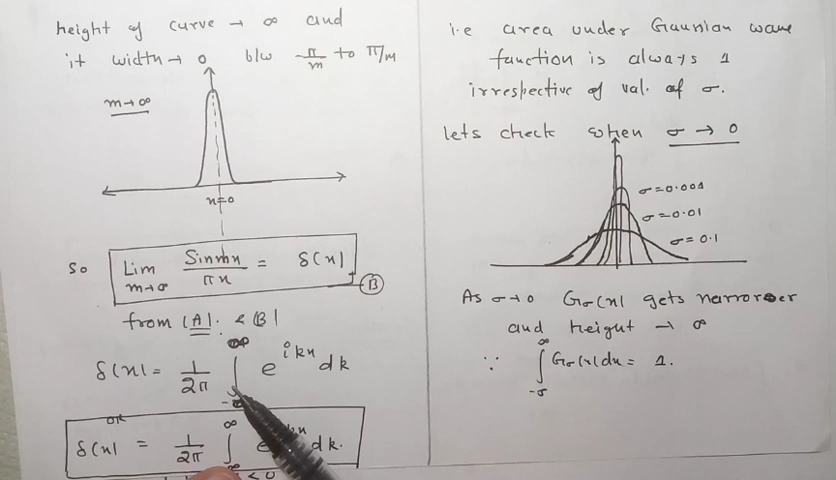 height of curve → ∞ and
it width → 0 b/w -π/m to π/m
m→∞
x=0
So Lim m→∞ Sin mx / πx = δ(x)
(B)
from (A). & (B)
δ(x) = 1/2π ∫ e^ikx dk
or
δ(x) = 1/2π ∫ e dk.
< 0
i.e area under Gaussian wave
function is always 1
irrespective of val. of σ.
lets check when σ → 0
σ=0.001
σ=0.01
σ=0.1
As σ→0 Gσ(x) gets narrower
and height → ∞
∵ ∫ Gσ(x)dx = 1.